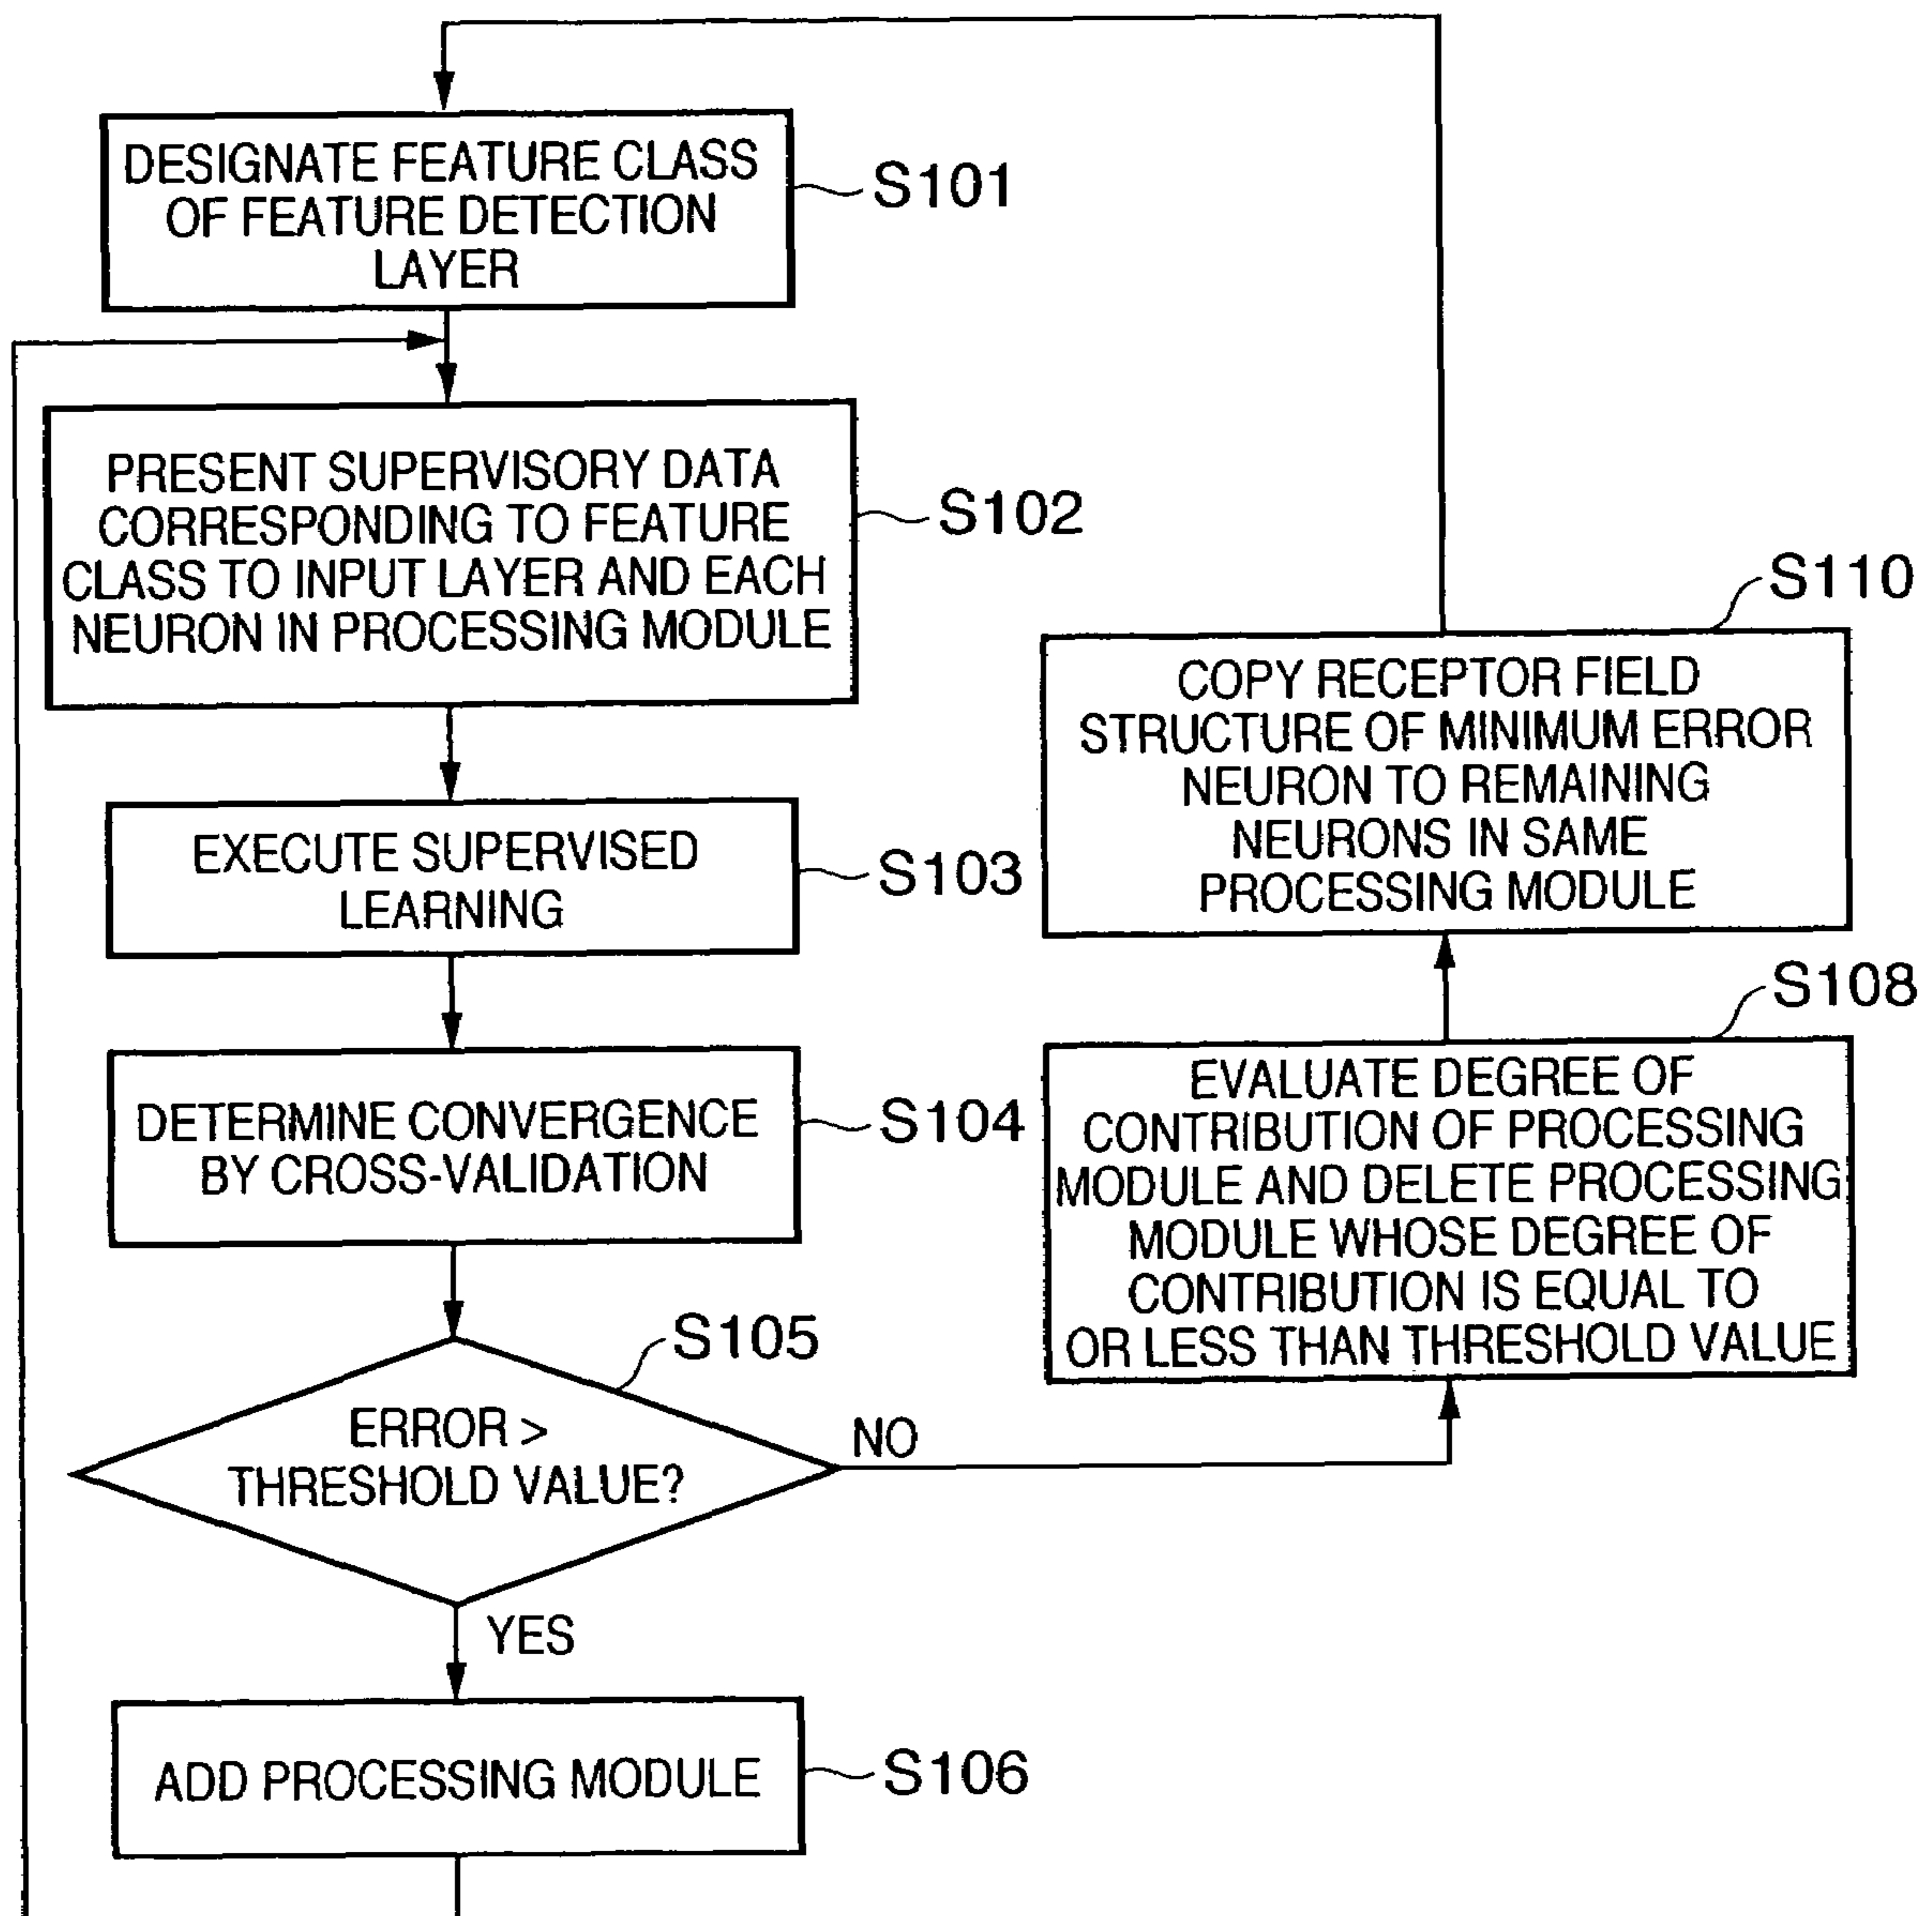 DESIGNATE FEATURE CLASS
OF FEATURE DETECTION
LAYER
S101
PRESENT SUPERVISORY DATA
CORRESPONDING TO FEATURE
CLASS TO INPUT LAYER AND EACH
NEURON IN PROCESSING MODULE
S102
EXECUTE SUPERVISED
LEARNING
S103
DETERMINE CONVERGENCE
BY CROSS-VALIDATION
S104
ERROR >
THRESHOLD VALUE?
S105
NO
YES
ADD PROCESSING MODULE
S106
S110
COPY RECEPTOR FIELD
STRUCTURE OF MINIMUM ERROR
NEURON TO REMAINING
NEURONS IN SAME
PROCESSING MODULE
S108
EVALUATE DEGREE OF
CONTRIBUTION OF PROCESSING
MODULE AND DELETE PROCESSING
MODULE WHOSE DEGREE OF
CONTRIBUTION IS EQUAL TO
OR LESS THAN THRESHOLD VALUE